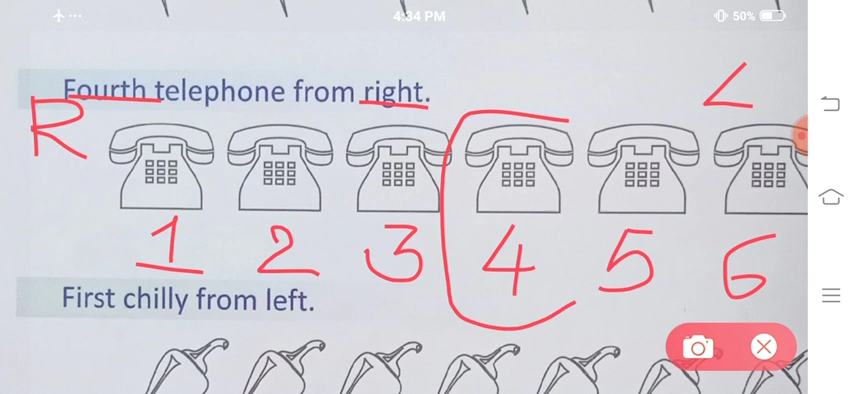 4:34 PM
50%
Fourth telephone from right.
R
L
1 2 3 4 5 6
First chilly from left.